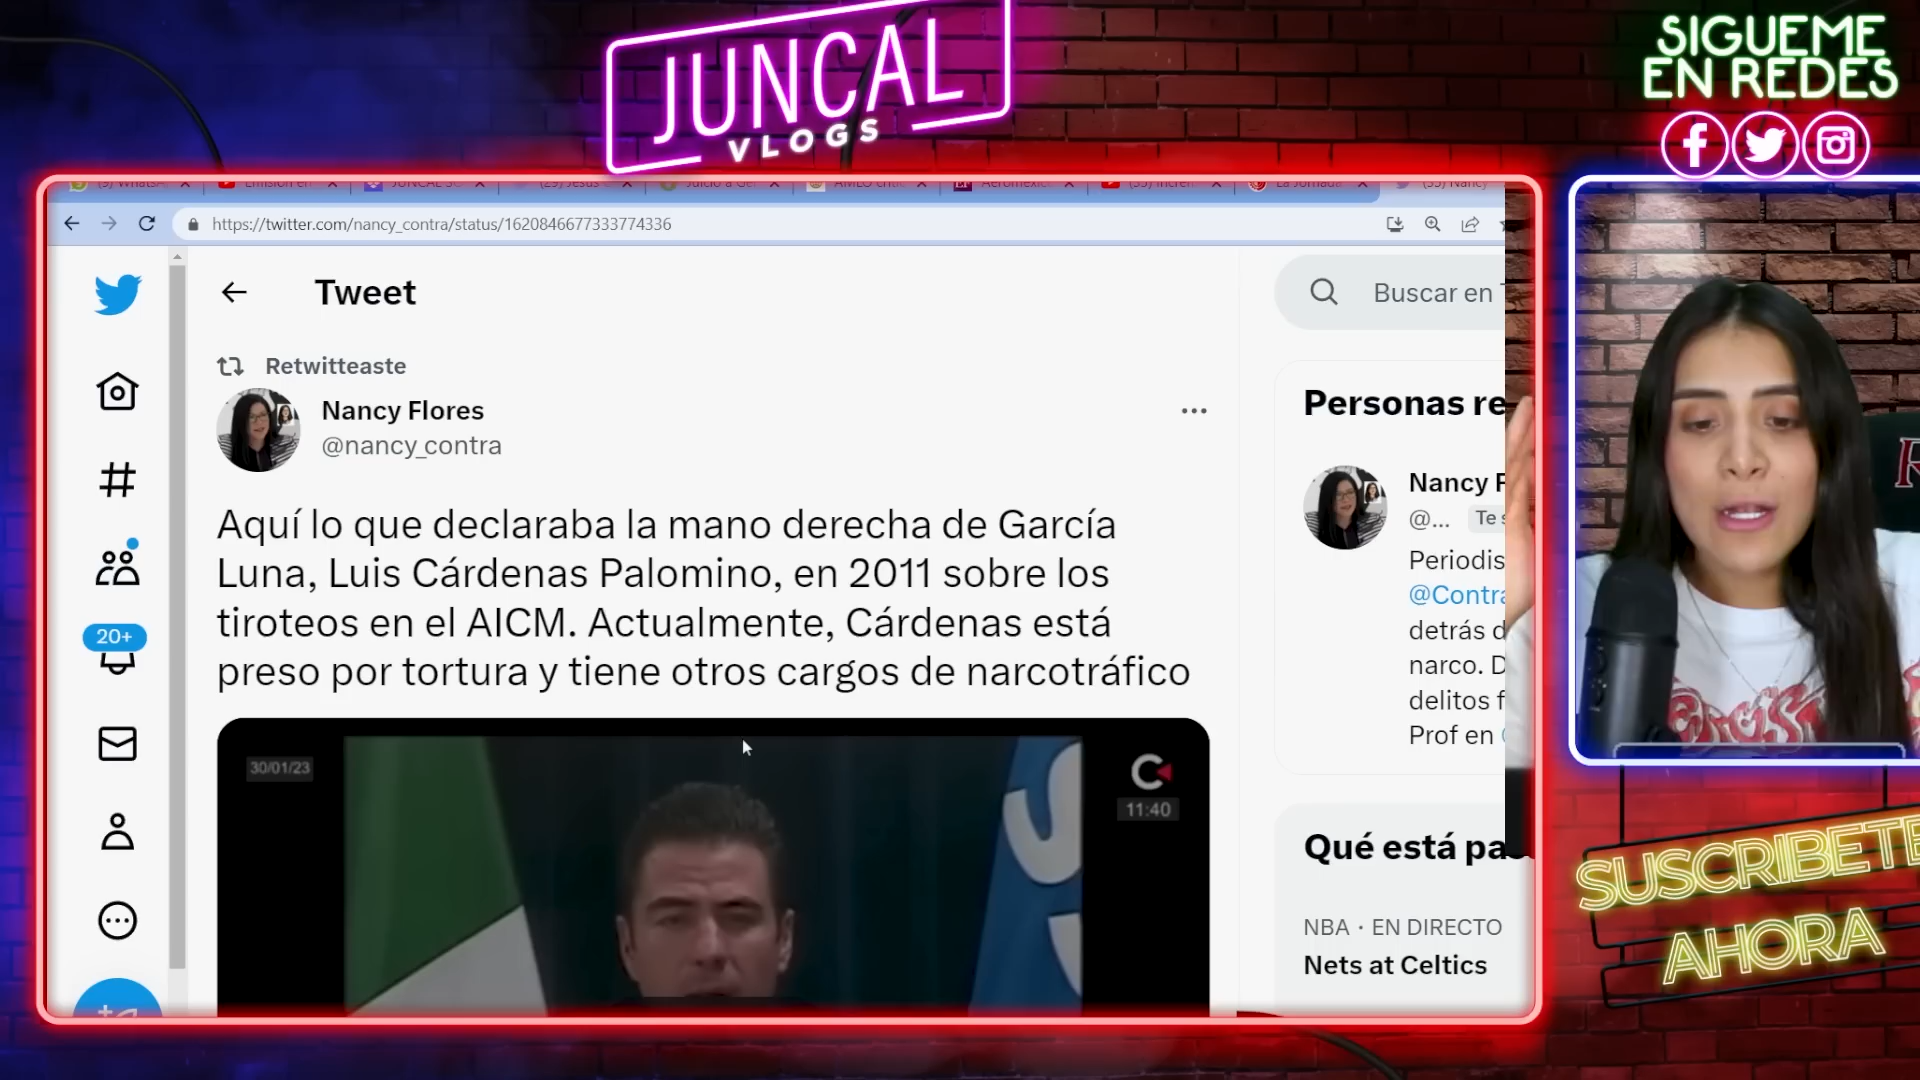 JUNCAL
VLOGS
SIGUEME
EN REDES
https://twitter.com/nancy_contra/status/1620846677333774336
Tweet
Buscar en
Retwitteaste
Nancy Flores
@nancy_contra
Aquí lo que declaraba la mano derecha de García
Luna, Luis Cárdenas Palomino, en 2011 sobre los
tiroteos en el AICM. Actualmente, Cárdenas está
preso por tortura y tiene otros cargos de narcotráfico
30/01/23
11:40
20+
Personas re
Nancy F
@... Te s
Periodis
@Contra
detrás d
narco. D
delitos f
Prof en
Qué está pa
NBA · EN DIRECTO
Nets at Celtics
SUSCRIBETE
AHORA